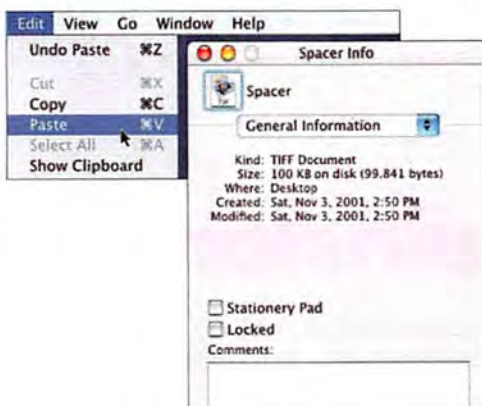 Edit View Go Window Help
Undo Paste ⌘Z
Cut ⌘X
Copy ⌘C
Paste ⌘V
Select All ⌘A
Show Clipboard
Spacer Info
Spacer
General Information
Kind: TIFF Document
Size: 100 KB on disk (99,841 bytes)
Where: Desktop
Created: Sat, Nov 3, 2001, 2:50 PM
Modified: Sat, Nov 3, 2001, 2:50 PM
Stationery Pad
Locked
Comments: